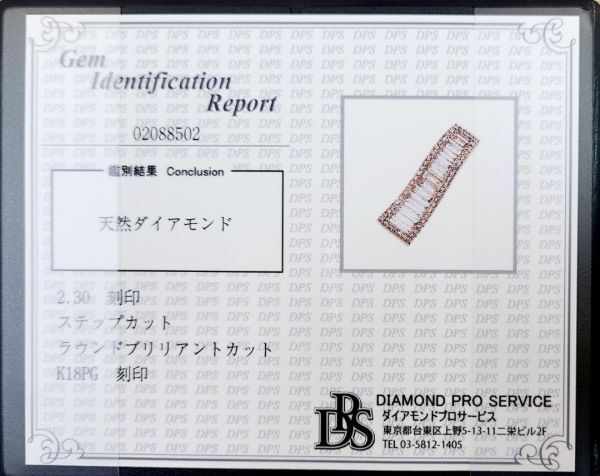 Gem
Identification
Report
02088502
鑑別結果 Conclusion
天然ダイアモンド
2.30 刻印
ステップカット
ラウンドブリリアントカット
K18PG 刻印
DPS
DIAMOND PRO SERVICE
ダイアモンドプロサービス
東京都台東区上野5-13-11二栄ビル2F
TEL 03-5812-1405